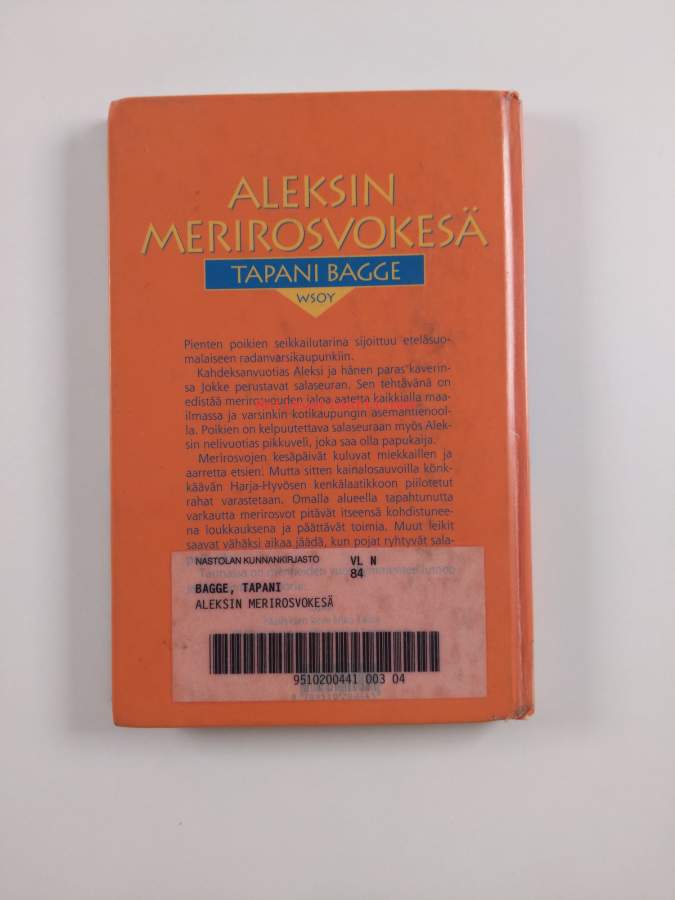 ALEKSIN
MERIROSVOKESÄ
TAPANI BAGGE
WSOY
Pienten poikien seikkailutarina sijoittuu eteläsuo-
malaiseen radanvarsikaupunkiin.
Kahdeksanvuotias Aleksi ja hänen paras kaverin-
sa Jokke perustavat salaseuran. Sen tehtävänä on
edistää merirosvouden jaloa aatetta kaikkialla maa-
ilmassa ja varsinkin kotikaupungin asemantienool-
la. Poikien on kelpuutettava salaseuraan myös Alek-
sin nelivuotias pikkuveli, joka saa olla papukaija.
Merirosvojen kesäpäivät kuluvat miekkaillen ja
aarretta etsien. Mutta sitten kainalosauvoilla könk-
käävän Harja-Hyvösen kenkälaatikkoon piilotetut
rahat varastetaan. Omalla alueella tapahtunutta
varkautta merirosvot pitävät itseensä kohdistunee-
na loukkauksena ja päättävät toimia. Muut leikit
saavat vähäksi aikaa jäädä, kun pojat ryhtyvät sala-
NASTOLAN KUNNANKIRJASTO
VL N
84
BAGGE, TAPANI
ALEKSIN MERIROSVOKESÄ
9510200441 003 04